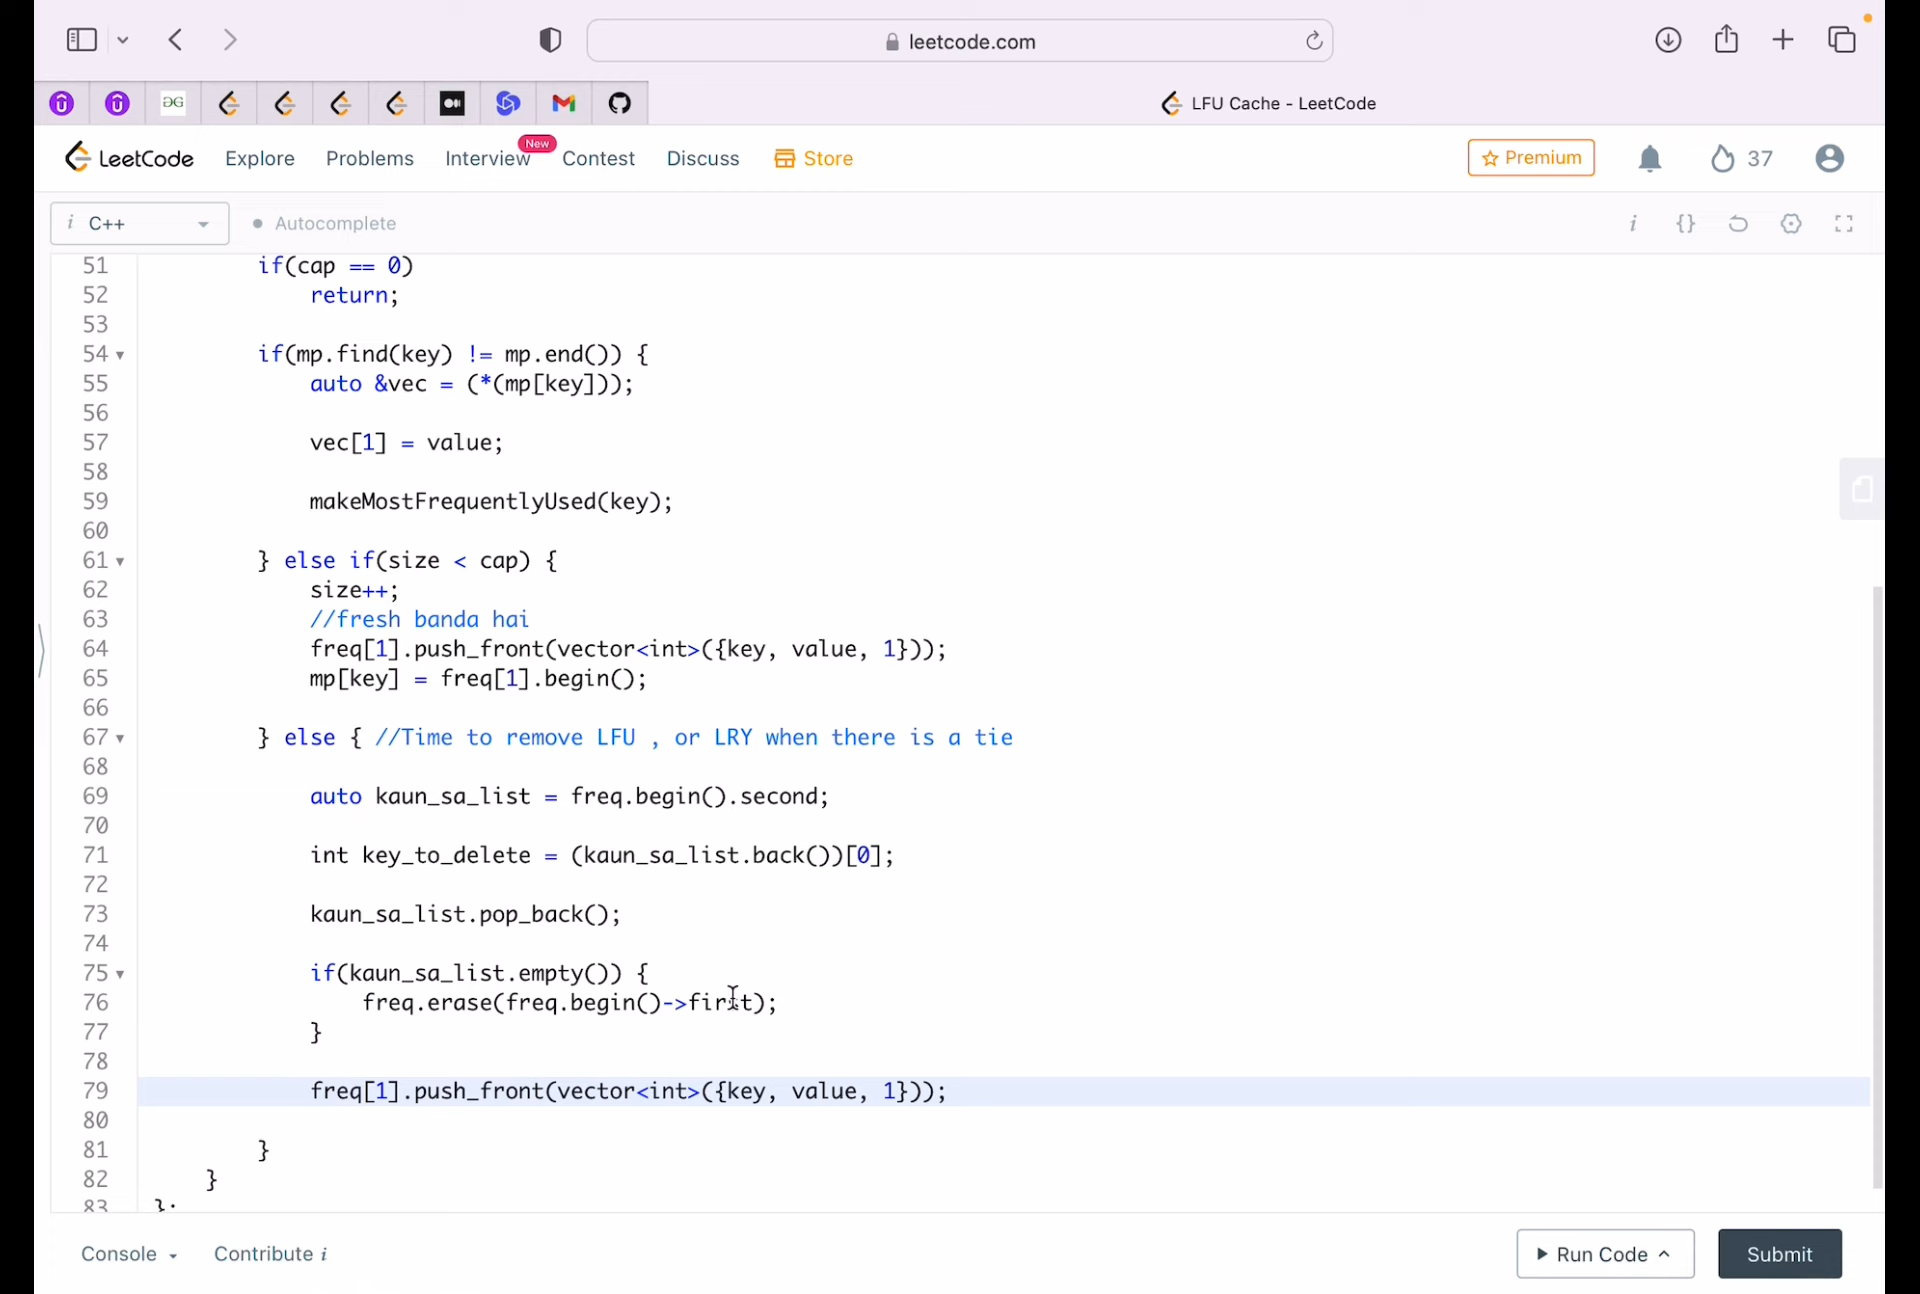 leetcode.com
LFU Cache - LeetCode
LeetCode Explore Problems Interview New Contest Discuss Store Premium 37
i C++ Autocomplete i {}
51 if(cap == 0)
52 return;
53
54 if(mp.find(key) != mp.end()) {
55 auto &vec = (*(mp[key]));
56
57 vec[1] = value;
58
59 makeMostFrequentlyUsed(key);
60
61 } else if(size < cap) {
62 size++;
63 //fresh banda hai
64 freq[1].push_front(vector<int>({key, value, 1}));
65 mp[key] = freq[1].begin();
66
67 } else { //Time to remove LFU , or LRY when there is a tie
68
69 auto kaun_sa_list = freq.begin().second;
70
71 int key_to_delete = (kaun_sa_list.back())[0];
72
73 kaun_sa_list.pop_back();
74
75 if(kaun_sa_list.empty()) {
76 freq.erase(freq.begin()->first);
77 }
78
79 freq[1].push_front(vector<int>({key, value, 1}));
80
81 }
82 }
83 };
Console Contribute i Run Code Submit